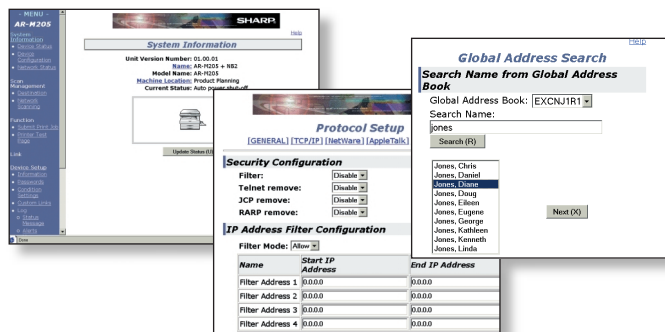 - MENU -
AR-M205
System Information
Device Status
Device Configuration
Network Status
Scan Management
Destination
Network Scanning
Function
Submit Print Job
Printer Test Page
Link
Device Setup
Information
Passwords
Condition Settings
Custom Links
Log
Status Message
Alerts
Done
SHARP
Help
System Information
Unit Version Number: 01.00.01
Name: AR-M205 + NB2
Model Name: AR-M205
Machine Location: Product Planning
Current Status: Auto power shut-off
Update Status (U)
Protocol Setup
[GENERAL] [TCP/IP] [NetWare] [AppleTalk]
Security Configuration
Filter: Disable
Telnet remove: Disable
JCP remove: Disable
RARP remove: Disable
IP Address Filter Configuration
Filter Mode: Allow
Name Start IP Address End IP Address
Filter Address 1 0.0.0.0 0.0.0.0
Filter Address 2 0.0.0.0 0.0.0.0
Filter Address 3 0.0.0.0 0.0.0.0
Filter Address 4 0.0.0.0 0.0.0.0
Help
Global Address Search
Search Name from Global Address
Book
Global Address Book: EXCNJ1R1
Search Name:
jones
Search (R)
Jones, Chris
Jones, Daniel
Jones, Diane
Jones, Doug
Jones, Eileen
Jones, Eugene
Jones, George
Jones, Kathleen
Jones, Kenneth
Jones, Linda
Next (X)